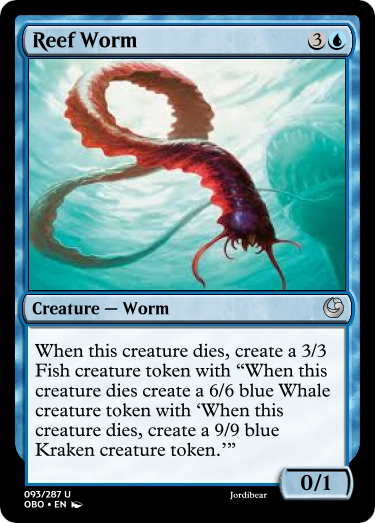 Reef Worm 3
Creature — Worm
When this creature dies, create a 3/3
Fish creature token with “When this
creature dies create a 6/6 blue Whale
creature token with ‘When this
creature dies, create a 9/9 blue
Kraken creature token.’”
0/1
093/287 U
OBO • EN Jordibear